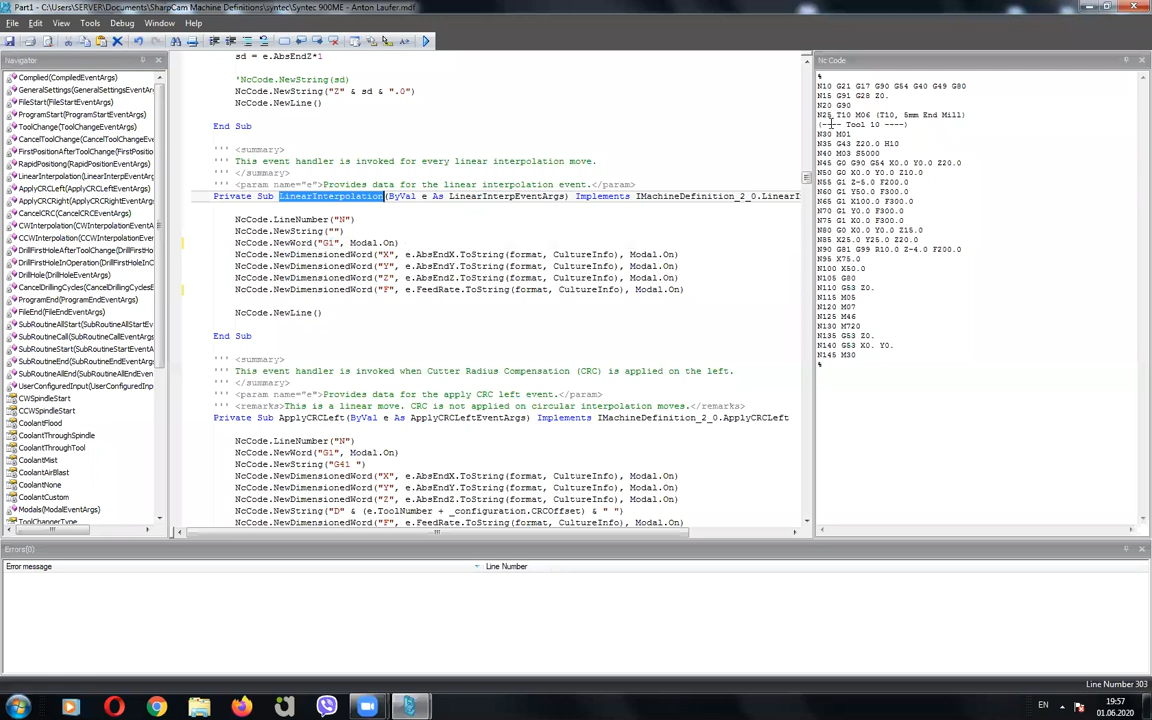 Part1 - C:\Users\SERVER\Documents\SharpCam Machine Definitions\syntec\Syntec 900ME - Anton Laufer.mdf
File Edit View Tools Debug Window Help
Navigator
Complied(CompliedEventArgs)
GeneralSettings(GeneralSettingsEventArg
FileStart(FileStartEventArgs)
ProgramStart(ProgramStartEventArgs)
ToolChange(ToolChangeEventArgs)
CancelToolChange(CancelToolChangeEve
FirstPositioningRapidMove(FirstPositionin
RapidPositioning(RapidPositioningEventAr
LinearInterpolation(LinearInterpEventArgs
ApplyCRCLeft(ApplyCRCLeftEventArgs)
ApplyCRCRight(ApplyCRCRightEventArgs)
CancelCRC(CancelCRCEventArgs)
CWInterpolation(CWInterpolationEventAr
CCWInterpolation(CCWInterpolationEvent
DrillFirstHoleAfterToolChange(DrillFirstHol
DrillFirstHoleInOperation(DrillFirstHoleInO
DrillHole(DrillHoleEventArgs)
CancelDrillingCycles(CancelDrillingCyclesE
ProgramEnd(ProgramEndEventArgs)
FileEnd(FileEndEventArgs)
SubRoutineAllStart(SubRoutineAllStartEve
SubRoutineCall(SubRoutineCallEventArgs)
SubRoutineStart(SubRoutineStartEventAr
SubRoutineEnd(SubRoutineEndEventArgs
SubRoutineAllEnd(SubRoutineAllEndEvent
UserConfiguredInput(UserConfiguredInp
CWSpindleStart
CCWSpindleStart
CoolantFlood
CoolantThroughSpindle
CoolantThroughTool
CoolantMist
CoolantAirBlast
CoolantNone
CoolantCustom
Modals(ModalEventArgs)
ToolChangerType
sd = e.AbsEndZ*1
'NcCode.NewString(sd)
NcCode.NewString("Z" & sd & ".0")
NcCode.NewLine()
End Sub
''' <summary>
''' This event handler is invoked for every linear interpolation move.
''' </summary>
''' <param name="e">Provides data for the linear interpolation event.</param>
Private Sub LinearInterpolation(ByVal e As LinearInterpEventArgs) Implements IMachineDefinition_2_0.LinearI
NcCode.LineNumber("N")
NcCode.NewString("")
NcCode.NewWord("G1", Modal.On)
NcCode.NewDimensionedWord("X", e.AbsEndX.ToString(format, CultureInfo), Modal.On)
NcCode.NewDimensionedWord("Y", e.AbsEndY.ToString(format, CultureInfo), Modal.On)
NcCode.NewDimensionedWord("Z", e.AbsEndZ.ToString(format, CultureInfo), Modal.On)
NcCode.NewDimensionedWord("F", e.FeedRate.ToString(format, CultureInfo), Modal.On)
NcCode.NewLine()
End Sub
''' <summary>
''' This event handler is invoked when Cutter Radius Compensation (CRC) is applied on the left.
''' </summary>
''' <param name="e">Provides data for the apply CRC left event.</param>
''' <remarks>This is a linear move. CRC is not applied on circular interpolation moves.</remarks>
Private Sub ApplyCRCLeft(ByVal e As ApplyCRCLeftEventArgs) Implements IMachineDefinition_2_0.ApplyCRCLeft
NcCode.LineNumber("N")
NcCode.NewWord("G1", Modal.On)
NcCode.NewString("G41 ")
NcCode.NewDimensionedWord("X", e.AbsEndX.ToString(format, CultureInfo), Modal.On)
NcCode.NewDimensionedWord("Y", e.AbsEndY.ToString(format, CultureInfo), Modal.On)
NcCode.NewDimensionedWord("Z", e.AbsEndZ.ToString(format, CultureInfo), Modal.On)
NcCode.NewString("D" & (e.ToolNumber + _configuration.CRCOffset) & " ")
NcCode.NewDimensionedWord("F", e.FeedRate.ToString(format, CultureInfo), Modal.On)
Nc Code
%
N10 G21 G17 G90 G54 G40 G49 G80
N15 G91 G28 Z0.
N20 G90
N25 T10 M06 (T10, 5mm End Mill)
(---- Tool 10 ----)
N30 M01
N35 G43 Z20.0 H10
N40 M03 S5000
N45 G0 G90 G54 X0.0 Y0.0 Z20.0
N50 G0 X0.0 Y0.0 Z0.0
N55 G1 Z-5.0 F200.0
N60 G1 Y50.0 F300.0
N65 G1 X100.0 F300.0
N70 G1 Y0.0 F300.0
N75 G1 X0.0 F300.0
N80 G0 X0.0 Y0.0 Z15.0
N85 X25.0 Y25.0 Z20.0
N90 G81 G99 R10.0 Z-4.0 F200.0
N95 X75.0
N100 X50.0
N105 G80
N110 G53 Z0.
N115 M05
N120 M07
N125 M46
N130 M720
N135 G53 Z0.
N140 G53 X0. Y0.
N145 M30
%
Errors(0)
Error message Line Number
Line Number 303
EN 19:57
01.06.2020